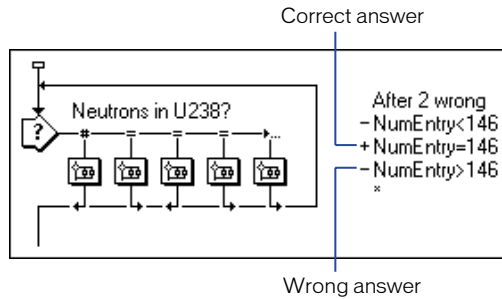 Correct answer
Neutrons in U238?
?
# = = = ...
After 2 wrong
-NumEntry<146
+NumEntry=146
-NumEntry>146
*
Wrong answer